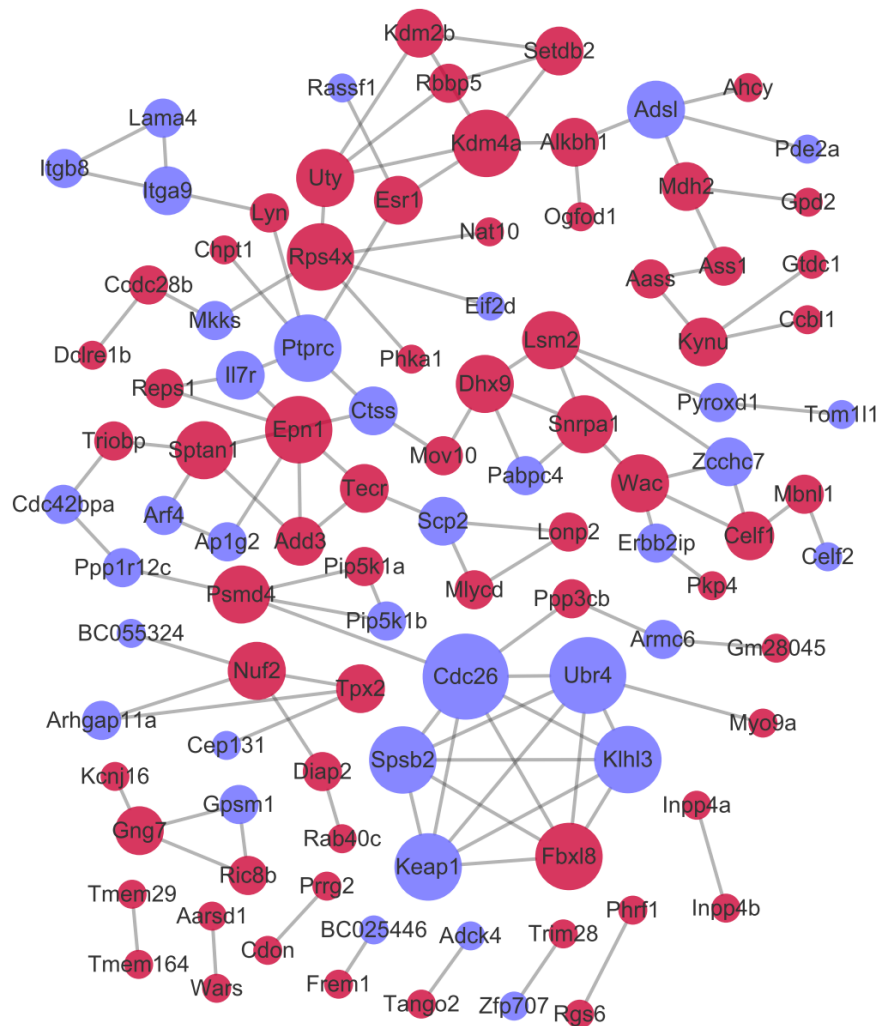 Kdm2b
Setdb2
Rassf1
Rbbp5
Ahcy
Lama4
Adsl
Itgb8
Kdm4a
Alkbh1
Pde2a
Itga9
Uty
Mdh2
Lyn
Esr1
Gpd2
Ogfod1
Chpt1
Nat10
Rps4x
Ass1
Gtdc1
Ccdc28b
Aass
Mkks
Eif2d
Ccbl1
Ptprc
Lsm2
Kynu
Dclre1b
Phka1
Reps1
Il7r
Dhx9
Pyroxd1
Tom1l1
Ctss
Snrpa1
Triobp
Sptan1
Epn1
Mov10
Zcchc7
Pabpc4
Cdc42bpa
Tecr
Wac
Mbnl1
Arf4
Scp2
Ap1g2
Add3
Lonp2
Erbb2ip
Celf1
Celf2
Ppp1r12c
Pip5k1a
Psmd4
Mlycd
Pkp4
Ppp3cb
Pip5k1b
BC055324
Armc6
Gm28045
Nuf2
Cdc26
Ubr4
Tpx2
Arhgap11a
Myo9a
Cep131
Spsb2
Klhl3
Kcnj16
Diap2
Gpsm1
Inpp4a
Gng7
Rab40c
Keap1
Fbxl8
Ric8b
Tmem29
Prrg2
Aarsd1
Phrf1
Inpp4b
BC025446
Adck4
Trim28
Cdon
Tmem164
Wars
Frem1
Tango2
Zfp707
Rgs6